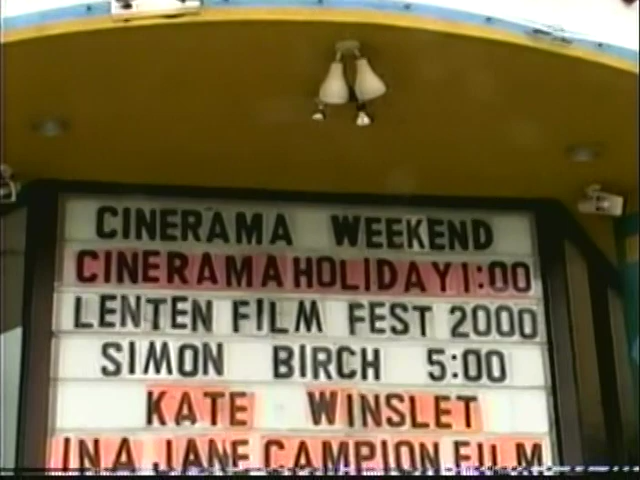 CINERAMA WEEKEND
CINERAMA HOLIDAY 1:00
LENTEN FILM FEST 2000
SIMON BIRCH 5:00
KATE WINSLET
IN A JANE CAMPION FILM